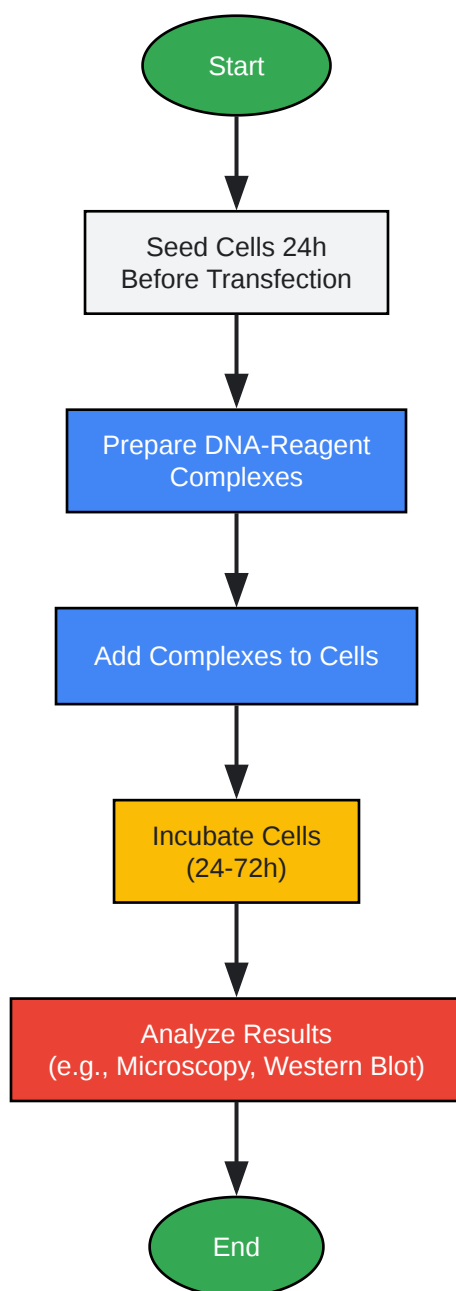 Start
Seed Cells 24h
Before Transfection
Prepare DNA-Reagent
Complexes
Add Complexes to Cells
Incubate Cells
(24-72h)
Analyze Results
(e.g., Microscopy, Western Blot)
End